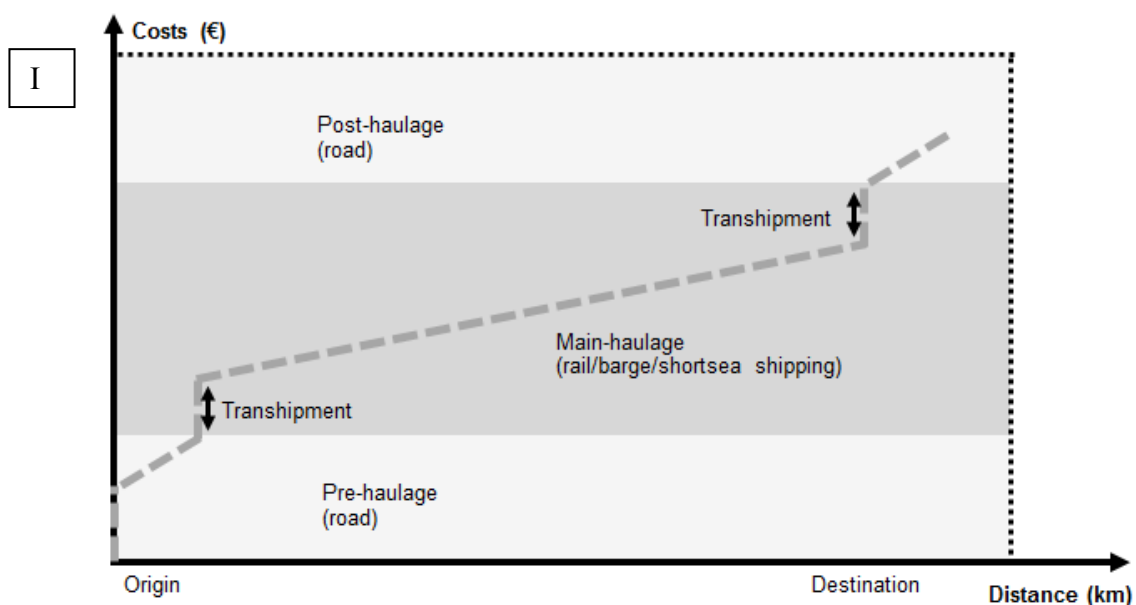 Costs (€)
I
Post-haulage
(road)
Transhipment
Main-haulage
(rail/barge/shortsea shipping)
Transhipment
Pre-haulage
(road)
Origin
Destination
Distance (km)